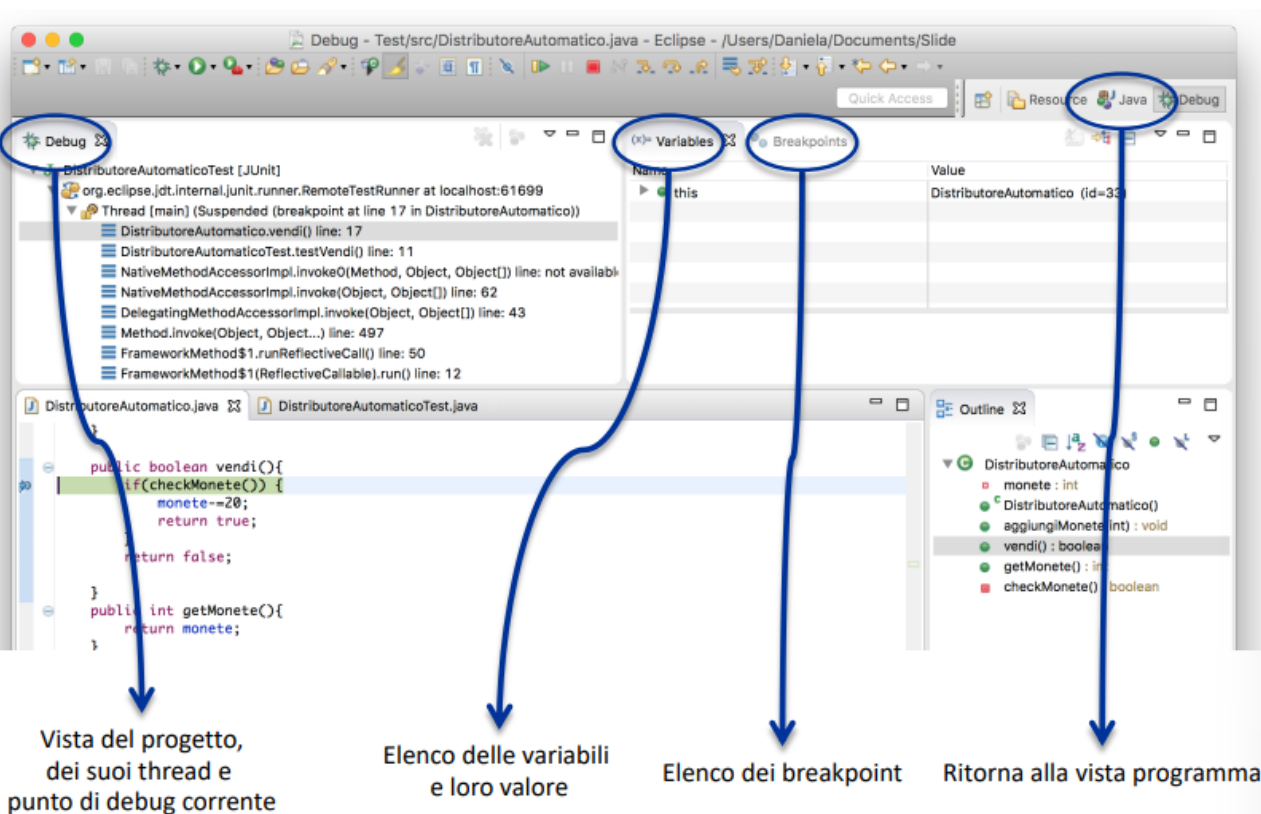 Debug - Test/src/DistributoreAutomatico.java - Eclipse - /Users/Daniela/Documents/Slide
Quick Access
Resource
Java
Debug
Debug
Variables
Breakpoints
DistributoreAutomaticoTest [JUnit]
org.eclipse.jdt.internal.junit.runner.RemoteTestRunner at localhost:61699
Thread [main] (Suspended (breakpoint at line 17 in DistributoreAutomatico))
DistributoreAutomatico.vendi() line: 17
DistributoreAutomaticoTest.testVendi() line: 11
NativeMethodAccessorImpl.invoke0(Method, Object, Object[]) line: not availabl
NativeMethodAccessorImpl.invoke(Object, Object[]) line: 62
DelegatingMethodAccessorImpl.invoke(Object, Object[]) line: 43
Method.invoke(Object, Object...) line: 497
FrameworkMethod$1.runReflectiveCall() line: 50
FrameworkMethod$1(ReflectiveCallable).run() line: 12
Name Value
this DistributoreAutomatico (id=33)
DistributoreAutomatico.java
DistributoreAutomaticoTest.java
}
public boolean vendi(){
if(checkMonete()) {
monete-=20;
return true;
}
return false;
}
public int getMonete(){
return monete;
}
Outline
DistributoreAutomatico
monete : int
DistributoreAutomatico()
aggiungiMonete(int) : void
vendi() : boolean
getMonete() : int
checkMonete() : boolean
Vista del progetto,
dei suoi thread e
punto di debug corrente
Elenco delle variabili
e loro valore
Elenco dei breakpoint
Ritorna alla vista programma